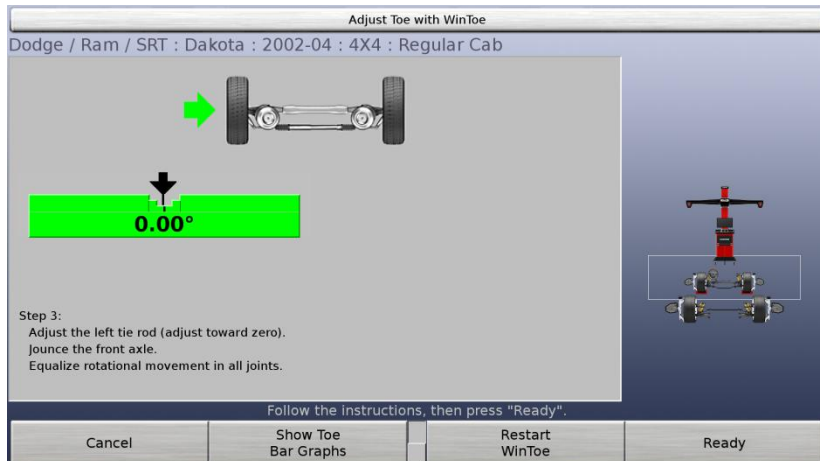 Adjust Toe with WinToe
Dodge / Ram / SRT : Dakota : 2002-04 : 4X4 : Regular Cab
0.00°
Step 3:
Adjust the left tie rod (adjust toward zero).
Jounce the front axle.
Equalize rotational movement in all joints.
Follow the instructions, then press "Ready".
Cancel
Show Toe
Bar Graphs
Restart
WinToe
Ready